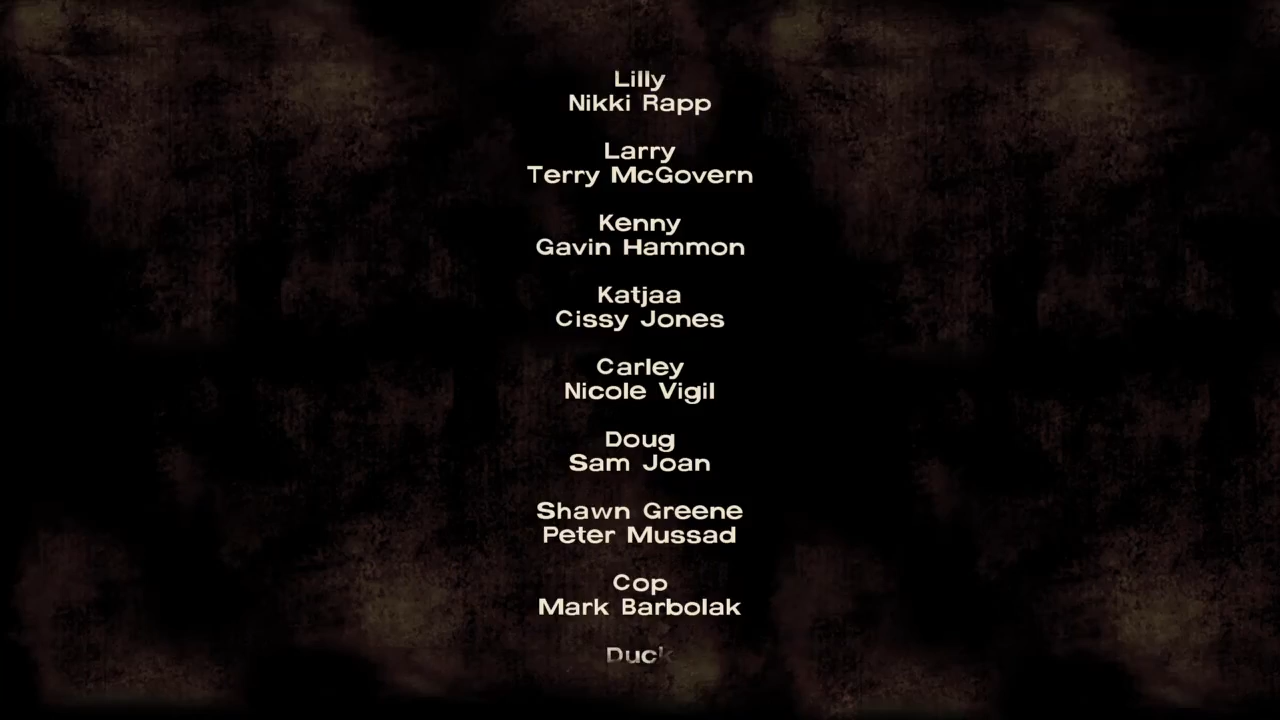 Lilly
Nikki Rapp
Larry
Terry McGovern
Kenny
Gavin Hammon
Katjaa
Cissy Jones
Carley
Nicole Vigil
Doug
Sam Joan
Shawn Greene
Peter Mussad
Cop
Mark Barbolak
Duck